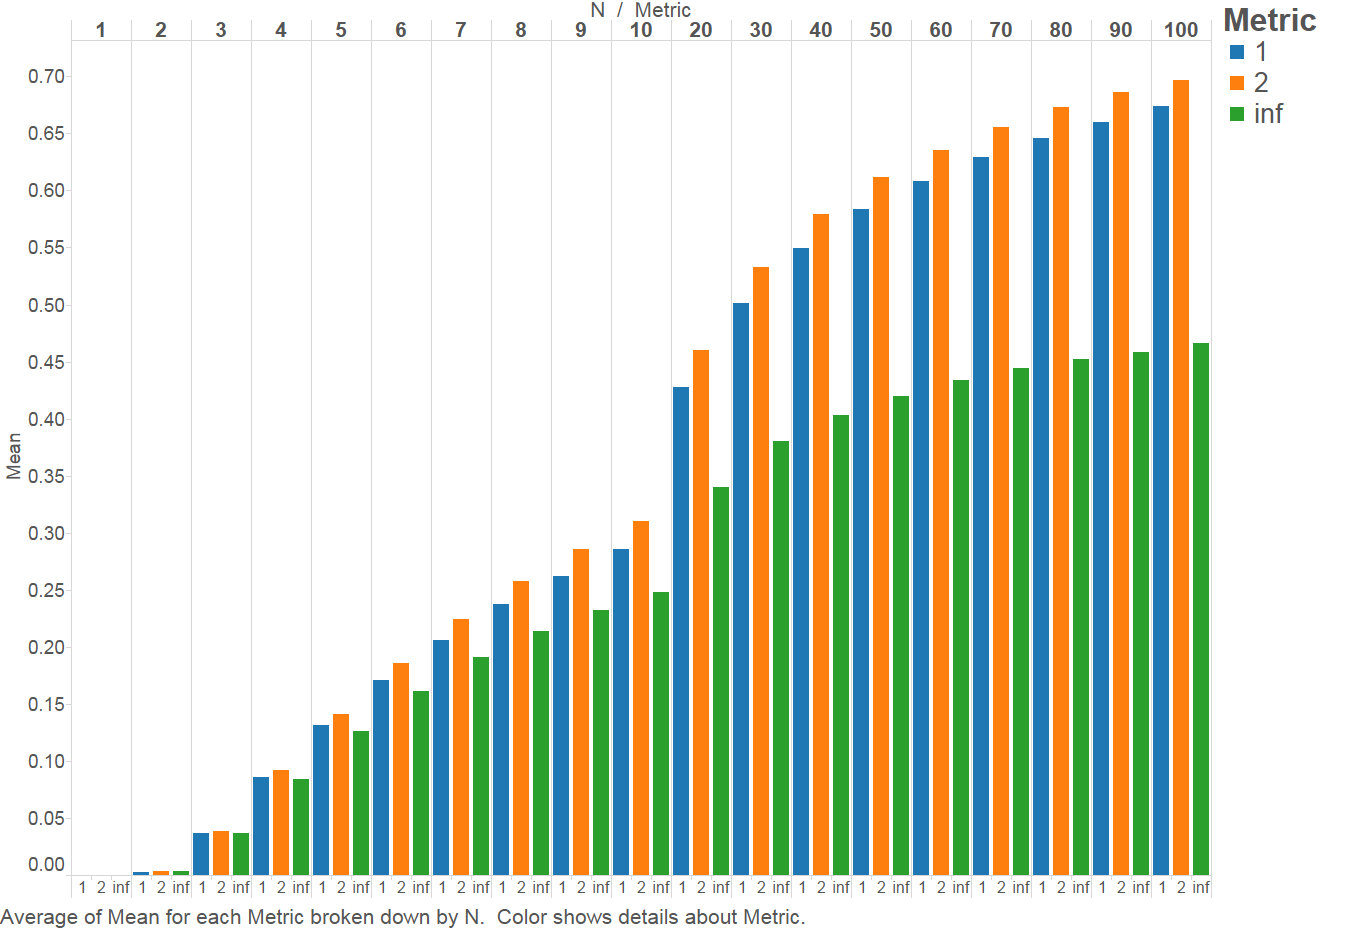 N / Metric
1 2 3 4 5 6 7 8 9 10 20 30 40 50 60 70 80 90 100
Metric
1
2
inf
0.70
0.65
0.60
0.55
0.50
0.45
0.40
0.35
0.30
0.25
0.20
0.15
0.10
0.05
0.00
Mean
1 2 inf 1 2 inf 1 2 inf 1 2 inf 1 2 inf 1 2 inf 1 2 inf 1 2 inf 1 2 inf 1 2 inf 1 2 inf 1 2 inf 1 2 inf 1 2 inf 1 2 inf 1 2 inf 1 2 inf 1 2 inf 1 2 inf
Average of Mean for each Metric broken down by N. Color shows details about Metric.